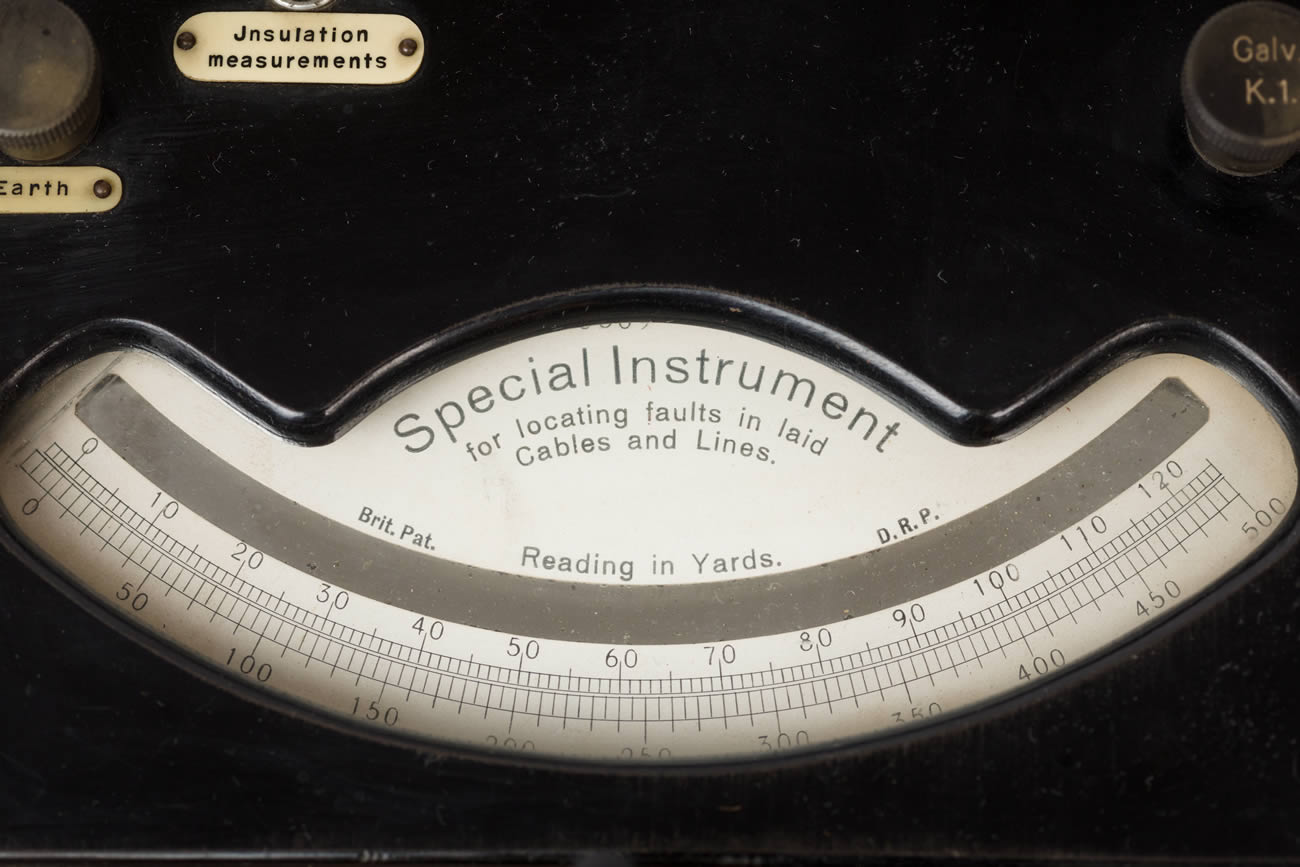 Jnsulation
measurements
Galv.
K.1.
Earth
Special Instrument
for locating faults in laid
Cables and Lines.
Brit. Pat.
D.R.P.
Reading in Yards.
0 10 20 30 40 50 60 70 80 90 100 110 120
0 50 100 150 200 250 300 350 400 450 500